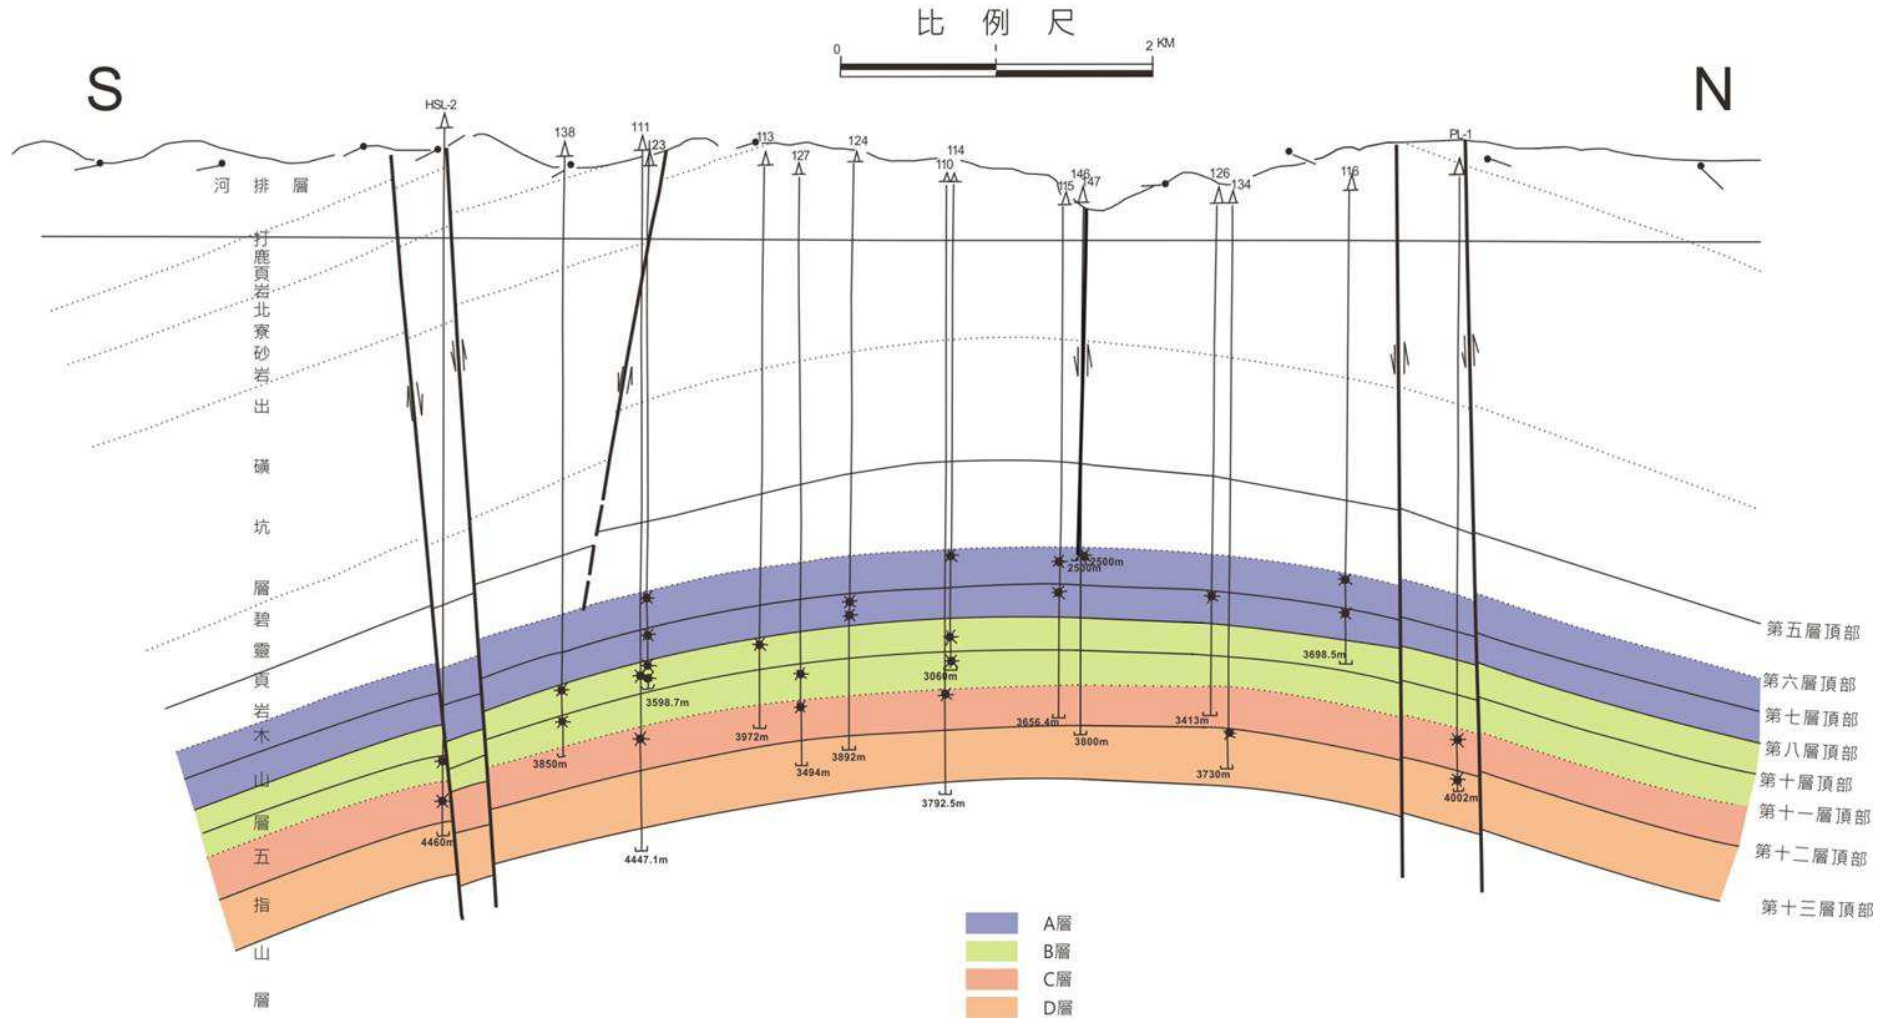 比 例 尺
0
2 KM
S
N
HSL-2
138
111
123
113
127
124
114
110
115
146
147
126
134
116
PL-1
河 排 層
打
鹿
頁
岩
北
寮
砂
岩
出
磺
坑
層
碧
靈
頁
岩
木
山
層
五
指
山
層
2500m
2500m
3698.5m
3598.7m
3060m
3656.4m
3413m
3972m
3892m
3800m
3850m
3494m
3730m
3792.5m
4002m
4460m
4447.1m
第五層頂部
第六層頂部
第七層頂部
第八層頂部
第十層頂部
第十一層頂部
第十二層頂部
第十三層頂部
A層
B層
C層
D層